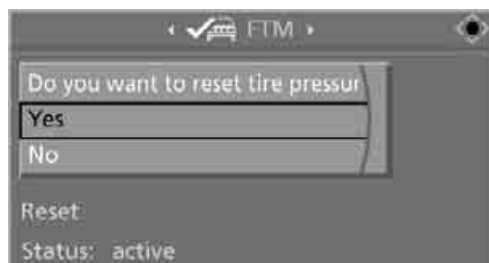 FTM
Do you want to reset tire pressur
Yes
No
Reset
Status: active